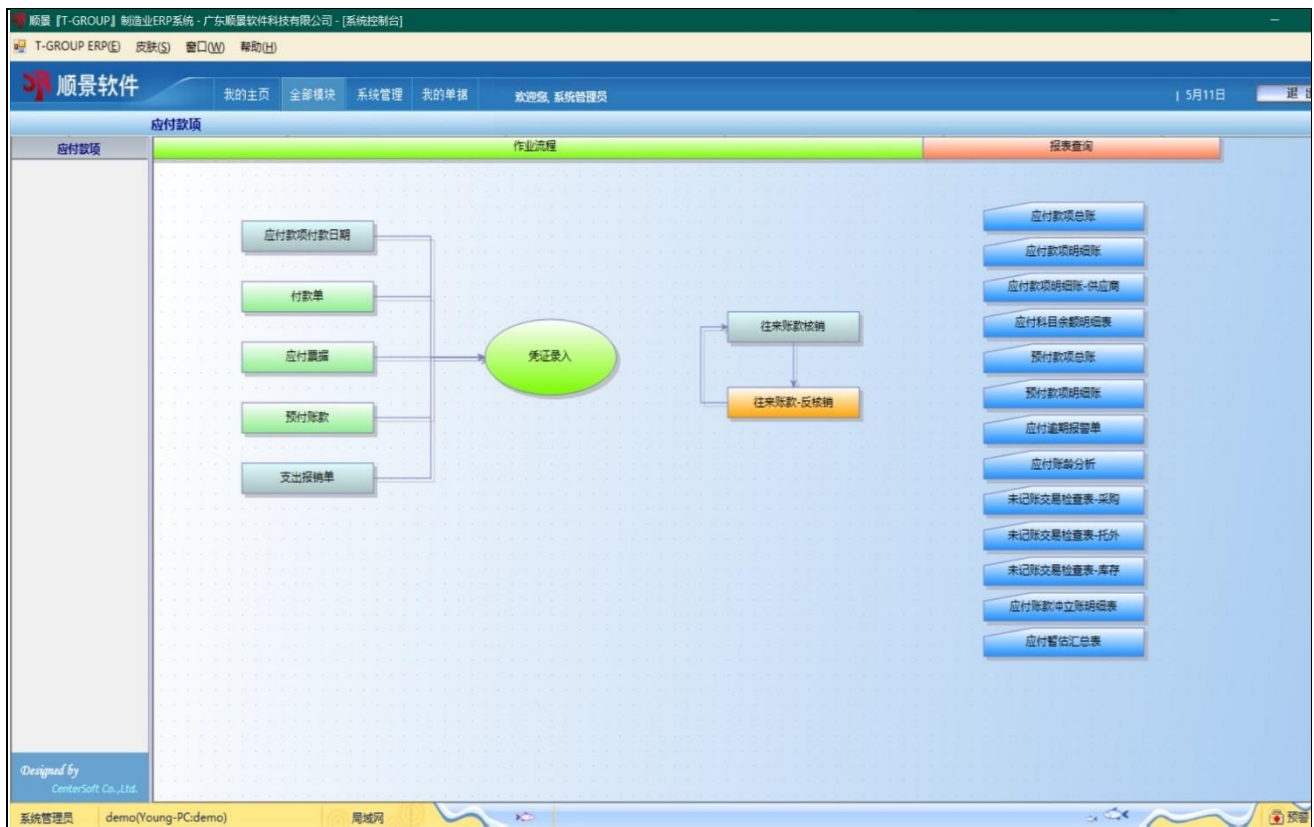 顺景『T-GROUP』制造业ERP系统 - 广东顺景软件科技有限公司 - [系统控制台]
T-GROUP ERP(E) 皮肤(S) 窗口(W) 帮助(H)
顺景软件 我的主页 全部模块 系统管理 我的单据 欢迎您, 系统管理员 | 5月11日 退
应付款项
应付款项 作业流程 报表查询
应付款项付款日期
付款单
应付票据
预付账款
支出报销单
凭证录入
往来账款核销
往来账款-反核销
应付款项总账
应付款项明细账
应付款项明细账-供应商
应付科目余额明细表
预付款项总账
预付款项明细账
应付逾期报警单
应付账龄分析
未记账交易检查表-采购
未记账交易检查表-托外
未记账交易检查表-库存
应付账款冲立账明细表
应付暂估汇总表
Designed by
CenterSoft Co.,Ltd.
系统管理员 demo(Young-PC:demo) 局域网 预警